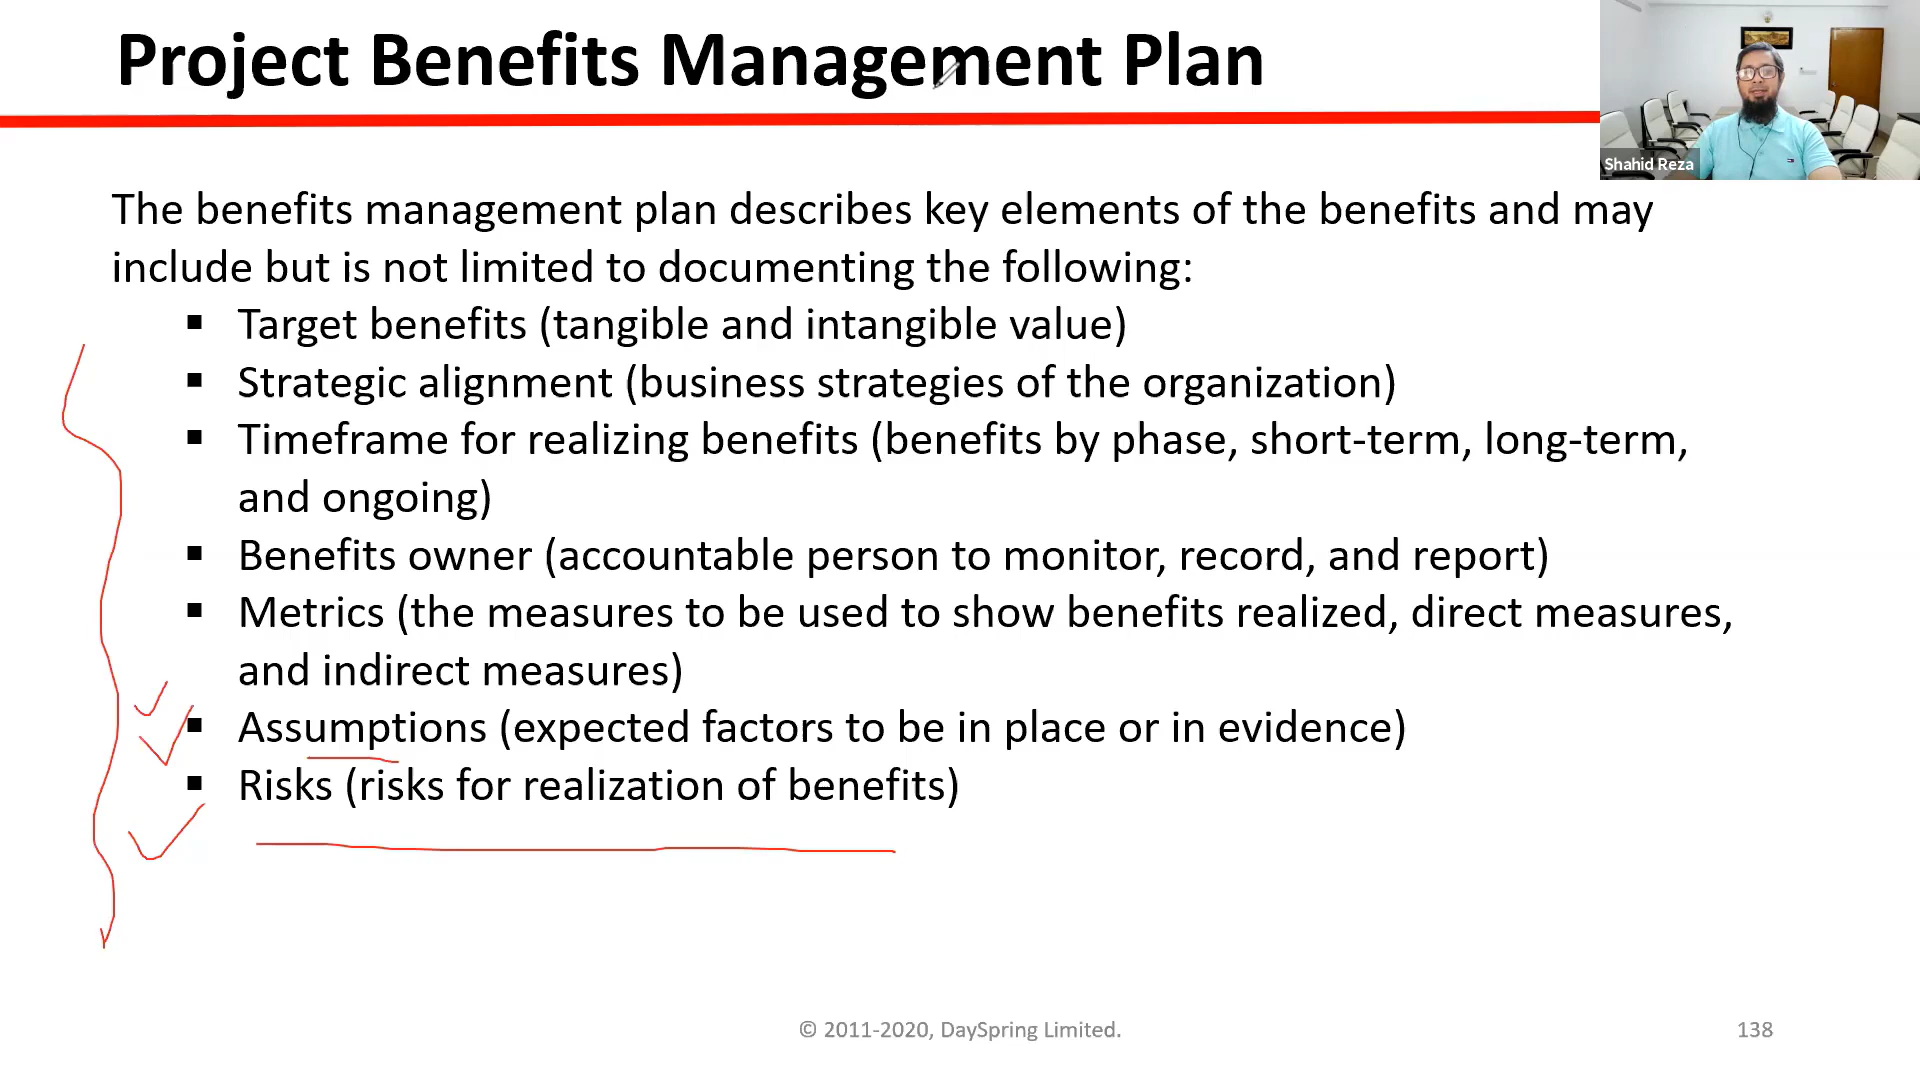 Project Benefits Management Plan
Shahid Reza
The benefits management plan describes key elements of the benefits and may
include but is not limited to documenting the following:
▪ Target benefits (tangible and intangible value)
▪ Strategic alignment (business strategies of the organization)
▪ Timeframe for realizing benefits (benefits by phase, short-term, long-term,
and ongoing)
▪ Benefits owner (accountable person to monitor, record, and report)
▪ Metrics (the measures to be used to show benefits realized, direct measures,
and indirect measures)
▪ Assumptions (expected factors to be in place or in evidence)
▪ Risks (risks for realization of benefits)
© 2011-2020, DaySpring Limited.
138